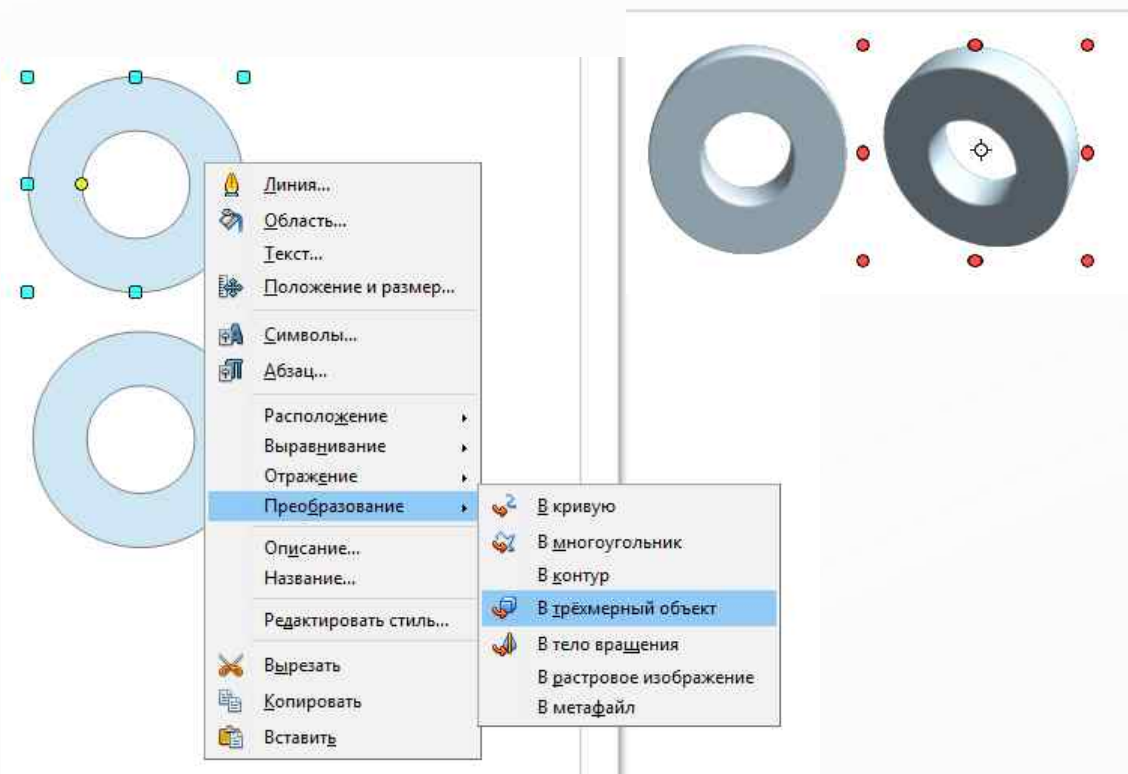 Линия...
Область...
Текст...
Положение и размер...
Символы...
Абзац...
Расположение
Выравнивание
Отражение
Преобразование
Описание...
Название...
Редактировать стиль...
Вырезать
Копировать
Вставить
В кривую
В многоугольник
В контур
В трёхмерный объект
В тело вращения
В растровое изображение
В метафайл